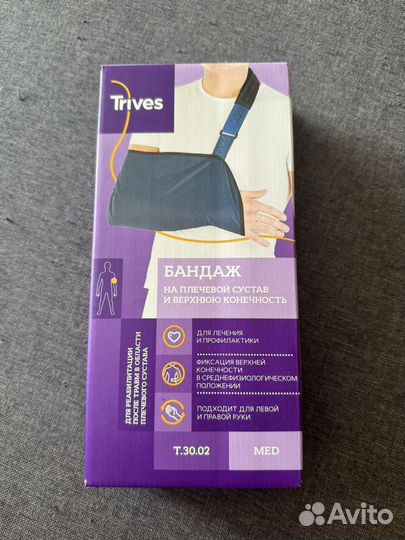 Trives
БАНДАЖ
НА ПЛЕЧЕВОЙ СУСТАВ
И ВЕРХНЮЮ КОНЕЧНОСТЬ
ДЛЯ РЕАБИЛИТАЦИИ
ПОСЛЕ ТРАВМ В ОБЛАСТИ
ПЛЕЧЕВОГО СУСТАВА
ДЛЯ ЛЕЧЕНИЯ
И ПРОФИЛАКТИКИ
ФИКСАЦИЯ ВЕРХНЕЙ
КОНЕЧНОСТИ
В СРЕДНЕФИЗИОЛОГИЧЕСКОМ
ПОЛОЖЕНИИ
ПОДХОДИТ ДЛЯ ЛЕВОЙ
И ПРАВОЙ РУКИ
Т.30.02
MED
Avito